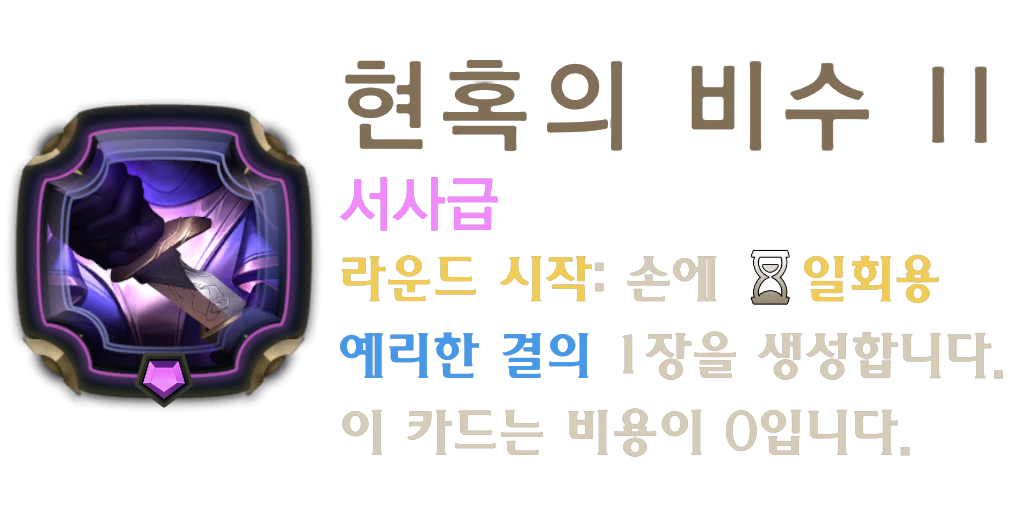 현혹의 비수 II
서사급
라운드 시작: 손에 일회용
예리한 결의 1장을 생성합니다.
이 카드는 비용이 0입니다.